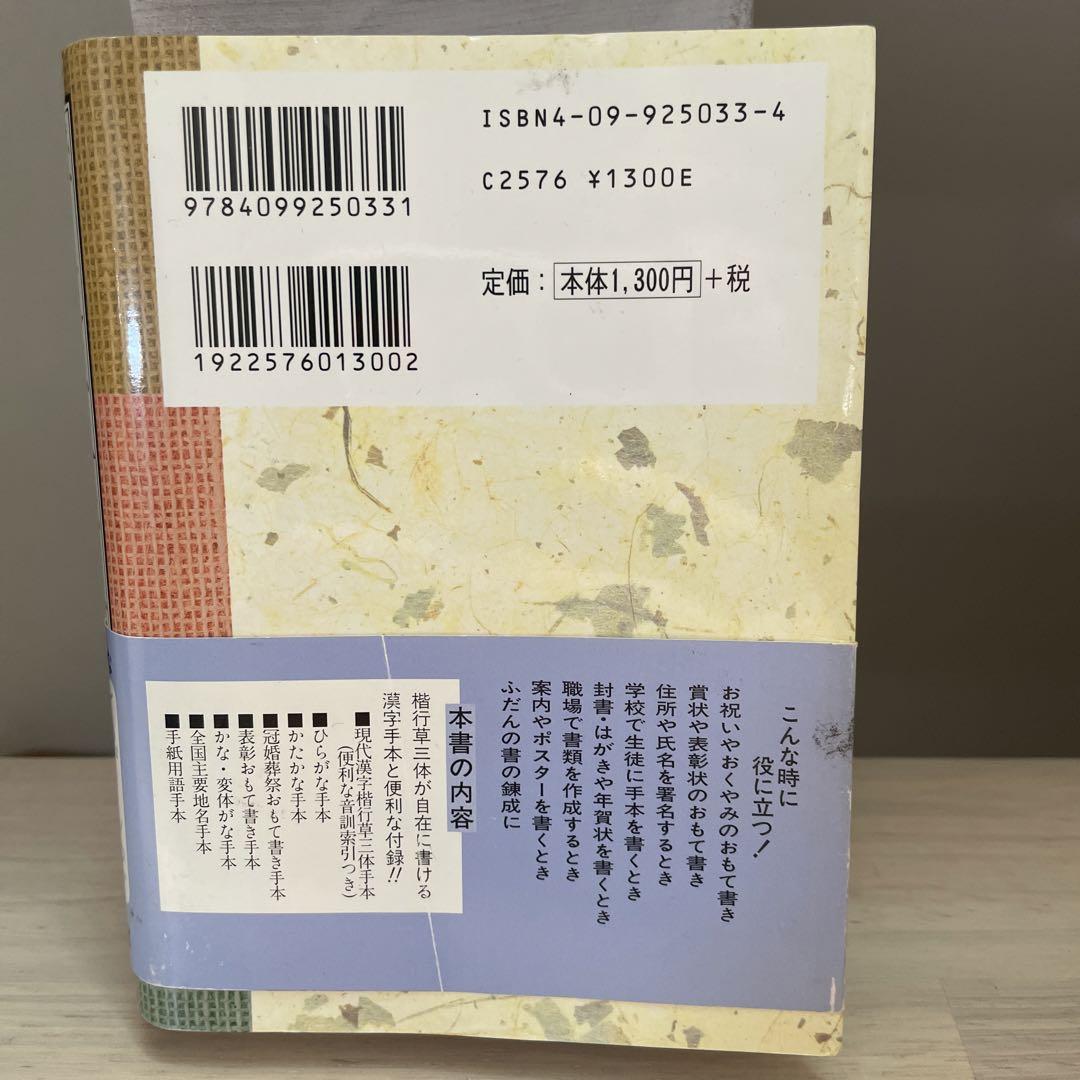 9784099250331
ISBN4-09-925033-4
C2576 ¥1300E
1922576013002
定価：本体1,300円+税
こんな時に
役に立つ！
お祝いやおくやみのおもて書き
賞状や表彰状のおもて書き
住所や氏名を署名するとき
学校で生徒に手本を書くとき
封書・はがきや年賀状を書くとき
職場で書類を作成するとき
案内やポスターを書くとき
ふだんの書の錬成に
本書の内容
楷行草三体が自在に書ける
漢字手本と便利な付録!!
■現代漢字楷行草三体手本
(便利な音訓索引つき)
■ひらがな手本
■かたかな手本
■冠婚葬祭おもて書き手本
■表彰おもて書き手本
■かな・変体がな手本
■全国主要地名手本
■手紙用語手本